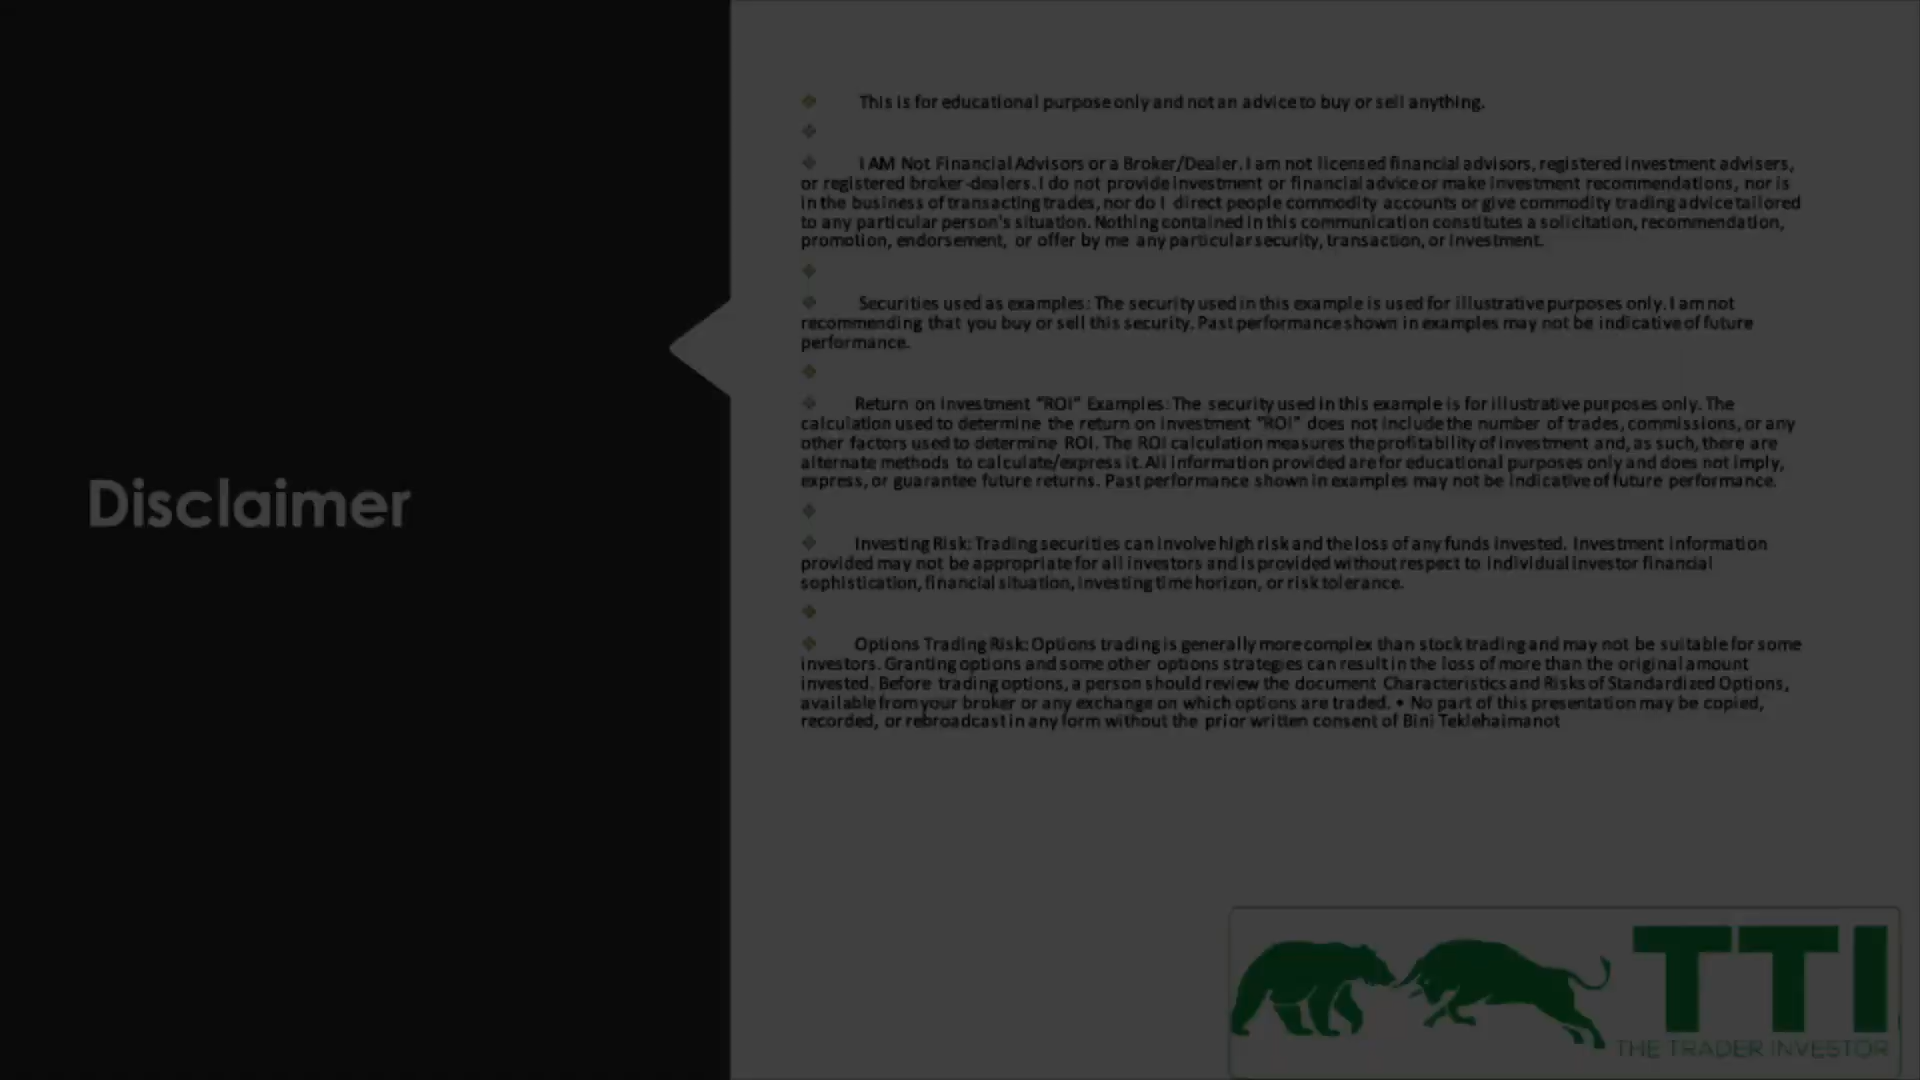 Disclaimer
This is for educational purpose only and not an advice to buy or sell anything.
I AM Not Financial Advisors or a Broker/Dealer. I am not licensed financial advisors, registered investment advisers,
or registered broker-dealers. I do not provide investment or financial advice or make investment recommendations, nor is
in the business of transacting trades, nor do I direct people commodity accounts or give commodity trading advice tailored
to any particular person's situation. Nothing contained in this communication constitutes a solicitation, recommendation,
promotion, endorsement, or offer by me any particular security, transaction, or investment.
Securities used as examples: The security used in this example is used for illustrative purposes only. I am not
recommending that you buy or sell this security. Past performance shown in examples may not be indicative of future
performance.
Return on Investment “ROI” Examples: The security used in this example is for illustrative purposes only. The
calculation used to determine the return on investment “ROI” does not include the number of trades, commissions, or any
other factors used to determine ROI. The ROI calculation measures the profitability of investment and, as such, there are
alternate methods to calculate/express it. All information provided are for educational purposes only and does not imply,
express, or guarantee future returns. Past performance shown in examples may not be indicative of future performance.
Investing Risk: Trading securities can involve high risk and the loss of any funds invested. Investment information
provided may not be appropriate for all investors and is provided without respect to individual investor financial
sophistication, financial situation, investing time horizon, or risk tolerance.
Options Trading Risk: Options trading is generally more complex than stock trading and may not be suitable for some
investors. Granting options and some other options strategies can result in the loss of more than the original amount
invested. Before trading options, a person should review the document Characteristics and Risks of Standardized Options,
available from your broker or any exchange on which options are traded. • No part of this presentation may be copied,
recorded, or rebroadcast in any form without the prior written consent of Bini Teklehaimanot
TTI
THE TRADER INVESTOR